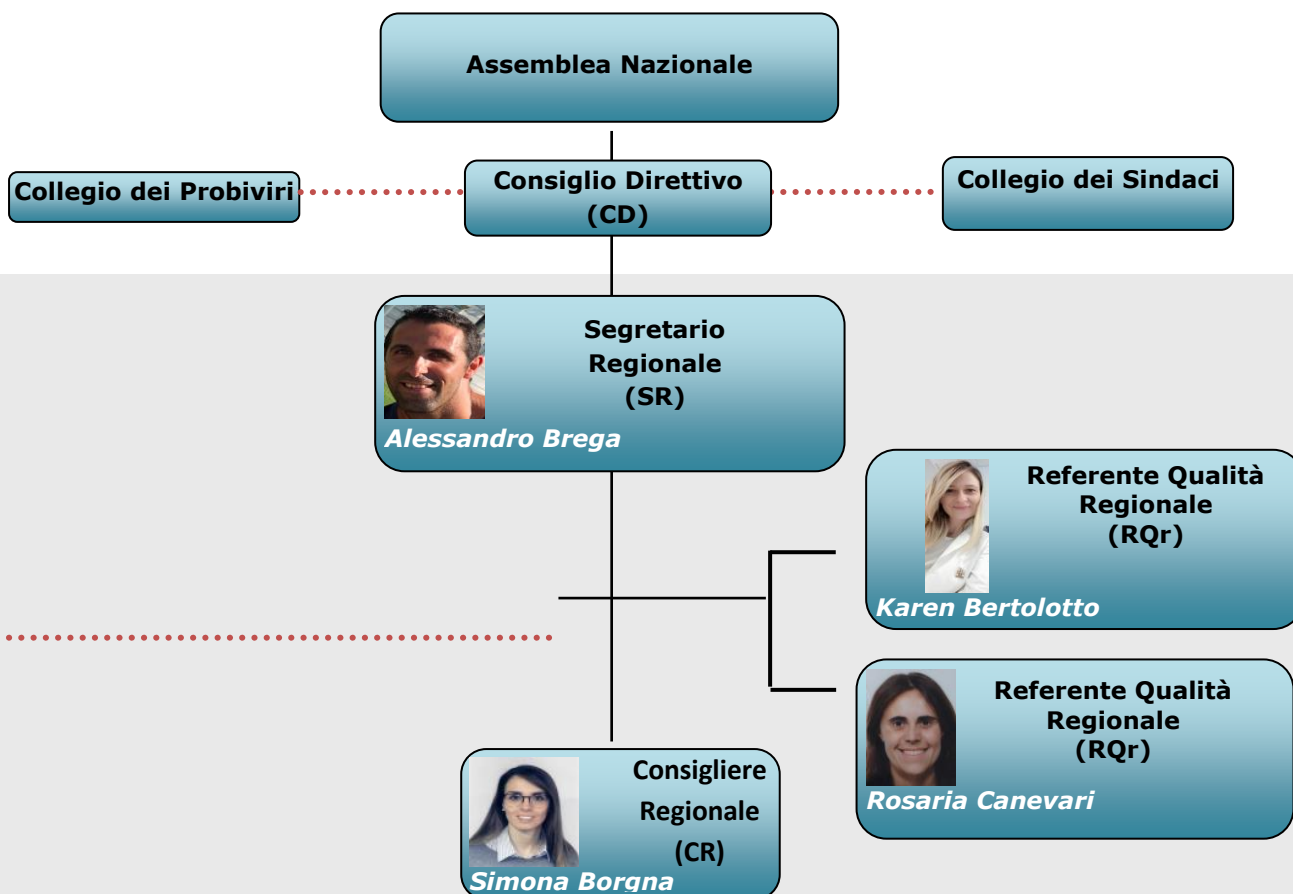 Assemblea Nazionale
Collegio dei Probiviri
Consiglio Direttivo
(CD)
Collegio dei Sindaci
Segretario
Regionale
(SR)
Alessandro Brega
Referente Qualità
Regionale
(RQr)
Karen Bertolotto
Referente Qualità
Regionale
(RQr)
Rosaria Canevari
Consigliere
Regionale
(CR)
Simona Borgna